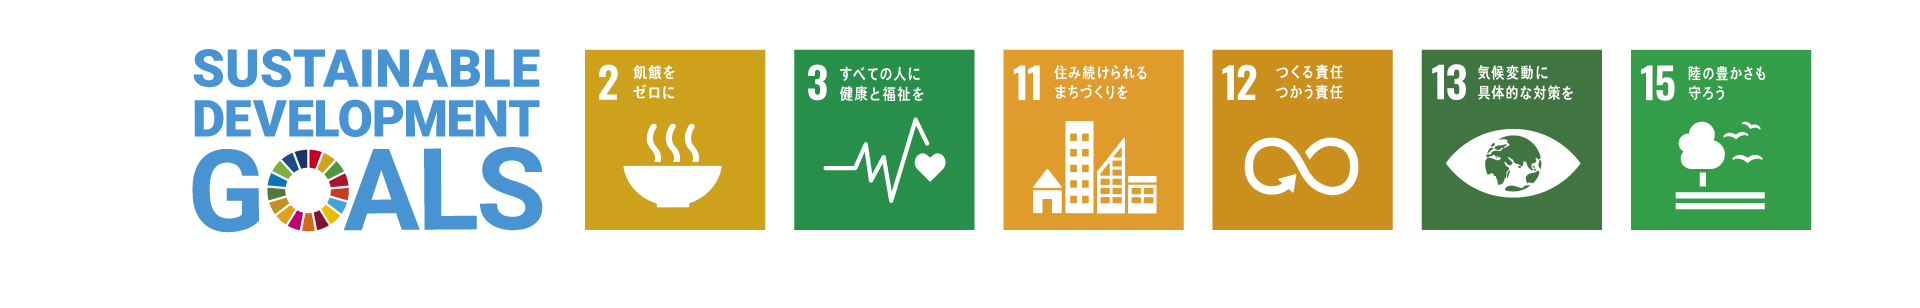 SUSTAINABLE
DEVELOPMENT
GOALS
2 飢餓を
ゼロに
3 すべての人に
健康と福祉を
11 住み続けられる
まちづくりを
12 つくる責任
つかう責任
13 気候変動に
具体的な対策を
15 陸の豊かさも
守ろう